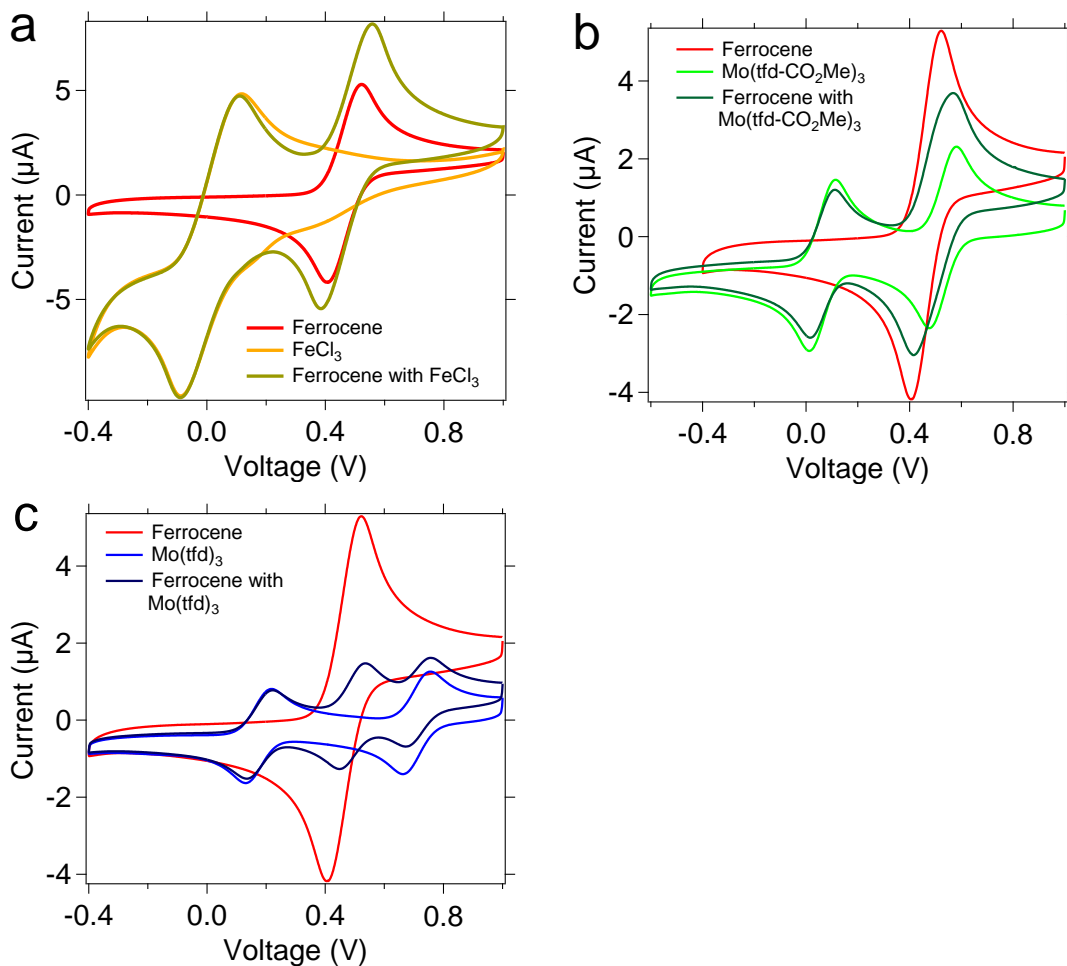 a
Current (µA)
5
0
-5
Ferrocene
FeCl₃
Ferrocene with FeCl₃
-0.4
0.0
0.4
0.8
Voltage (V)
b
Current (µA)
4
2
0
-2
-4
Ferrocene
Mo(tfd-CO₂Me)₃
Ferrocene with
Mo(tfd-CO₂Me)₃
-0.4
0.0
0.4
0.8
Voltage (V)
c
Current (µA)
4
2
0
-2
-4
Ferrocene
Mo(tfd)₃
Ferrocene with
Mo(tfd)₃
-0.4
0.0
0.4
0.8
Voltage (V)